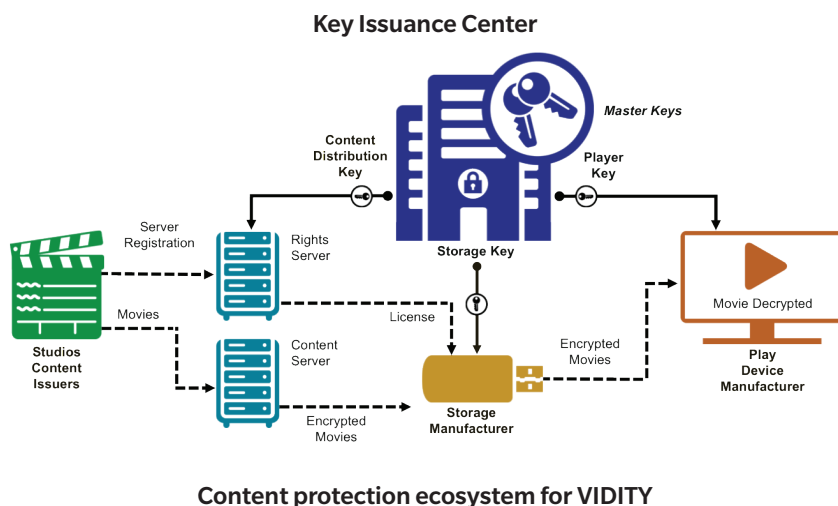 Key Issuance Center
Master Keys
Content
Distribution
Key
Player
Key
Server
Registration
Rights
Server
Storage Key
Movie Decrypted
Movies
License
Studios
Content
Issuers
Content
Server
Encrypted
Movies
Play
Device
Manufacturer
Storage
Manufacturer
Encrypted
Movies
Content protection ecosystem for VIDITY